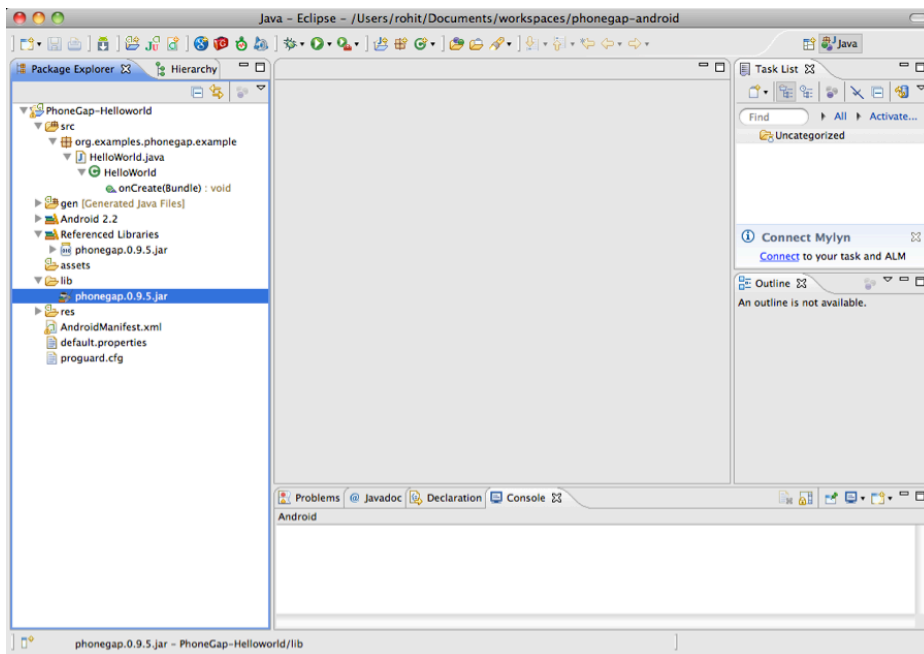 Java – Eclipse – /Users/rohit/Documents/workspaces/phonegap-android
Java
Package Explorer
Hierarchy
PhoneGap-Helloworld
src
org.examples.phonegap.example
HelloWorld.java
HelloWorld
onCreate(Bundle) : void
gen [Generated Java Files]
Android 2.2
Referenced Libraries
phonegap.0.9.5.jar
assets
lib
phonegap.0.9.5.jar
res
AndroidManifest.xml
default.properties
proguard.cfg
Task List
Find
All
Activate...
Uncategorized
Connect Mylyn
Connect to your task and ALM
Outline
An outline is not available.
Problems
@ Javadoc
Declaration
Console
Android
phonegap.0.9.5.jar – PhoneGap-Helloworld/lib